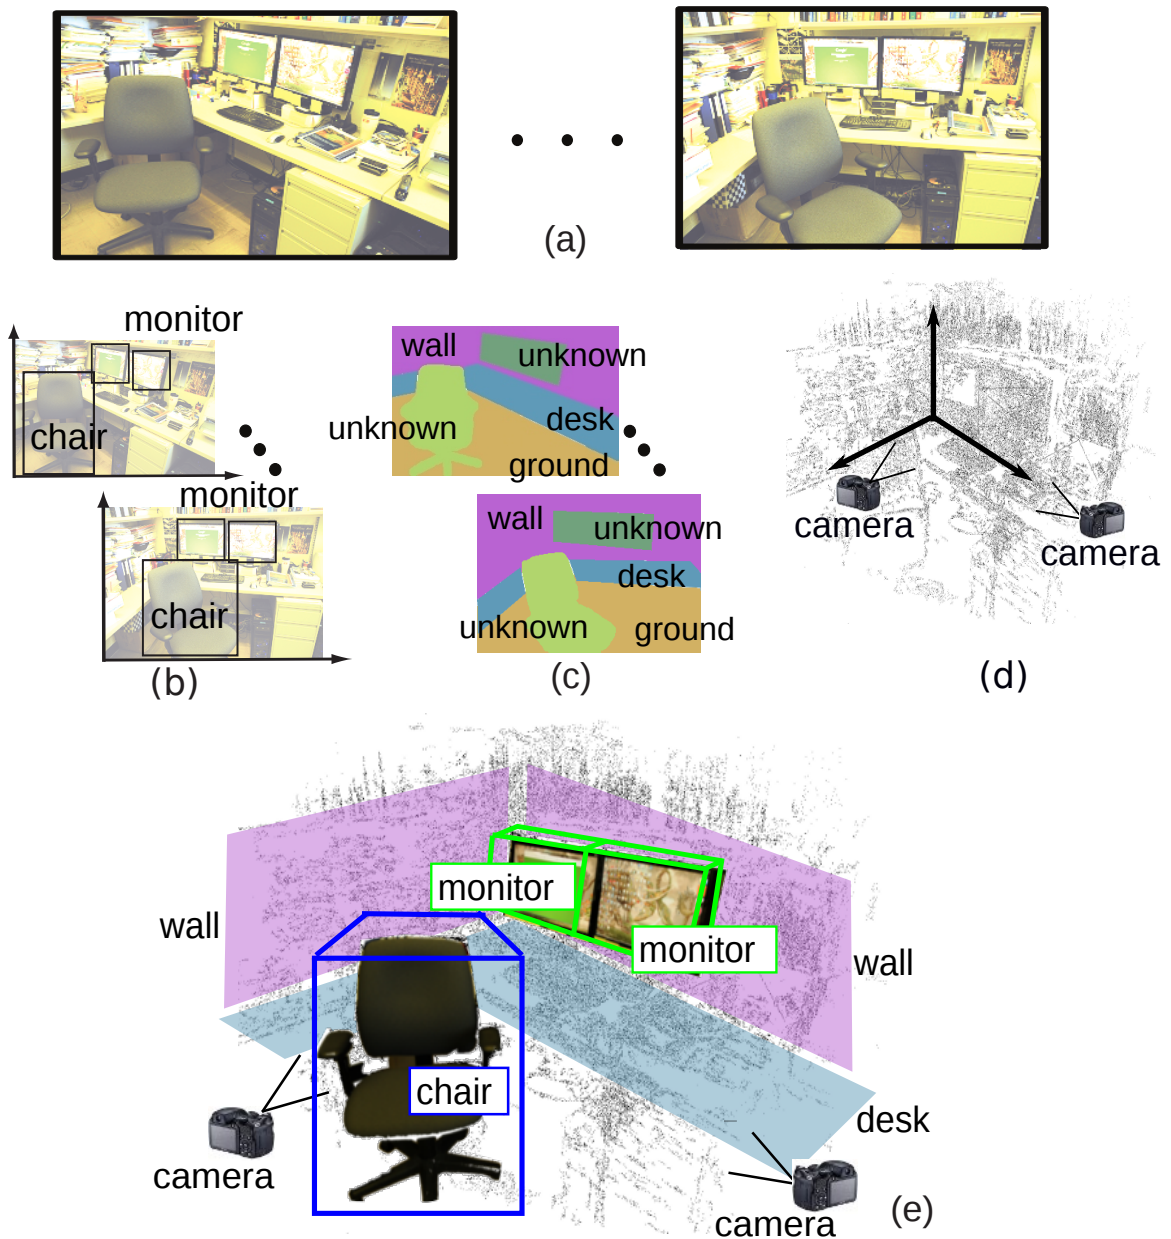 (a)
monitor
chair
monitor
chair
(b)
wall
unknown
unknown
desk
ground
wall
unknown
desk
unknown
ground
(c)
camera
camera
(d)
monitor
monitor
wall
wall
chair
desk
camera
camera
(e)